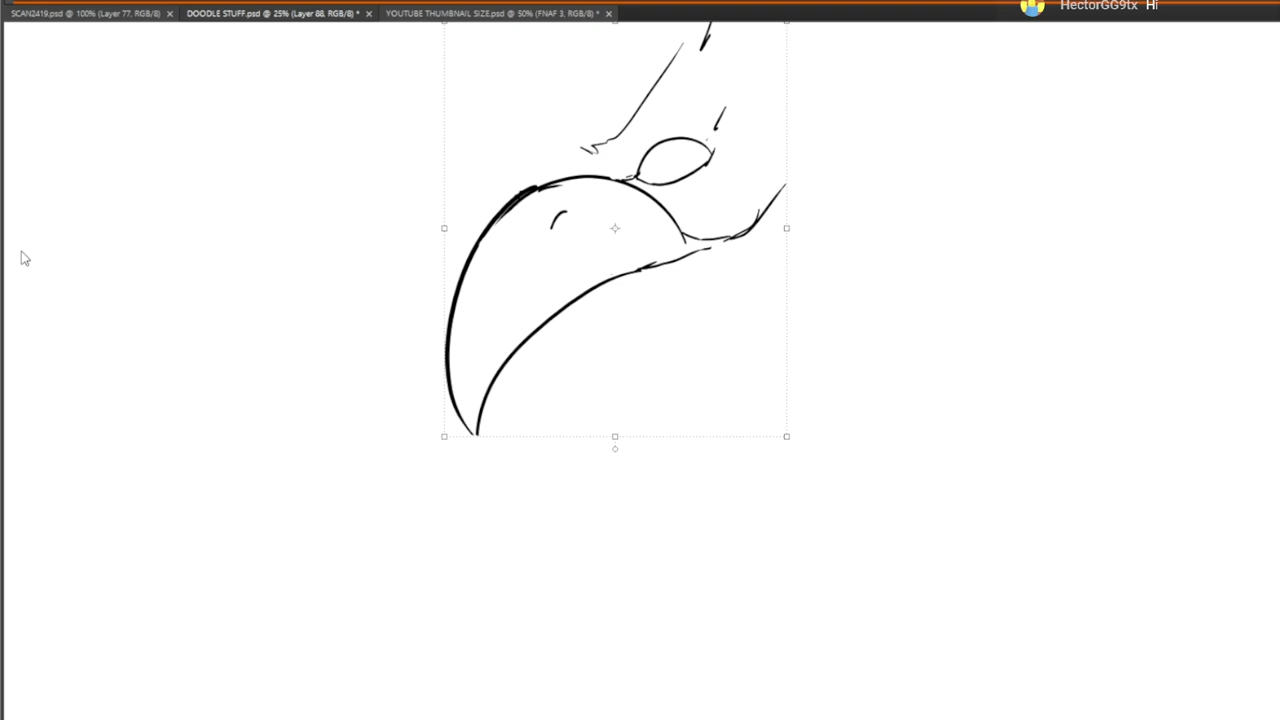 SCAN2419.psd @ 100% (Layer 77, RGB/8) DOODLE STUFF.psd @ 25% (Layer 88, RGB/8) * YOUTUBE THUMBNAIL SIZE.psd @ 50% (FNAF 3, RGB/8) *
HectorGG9tx Hi